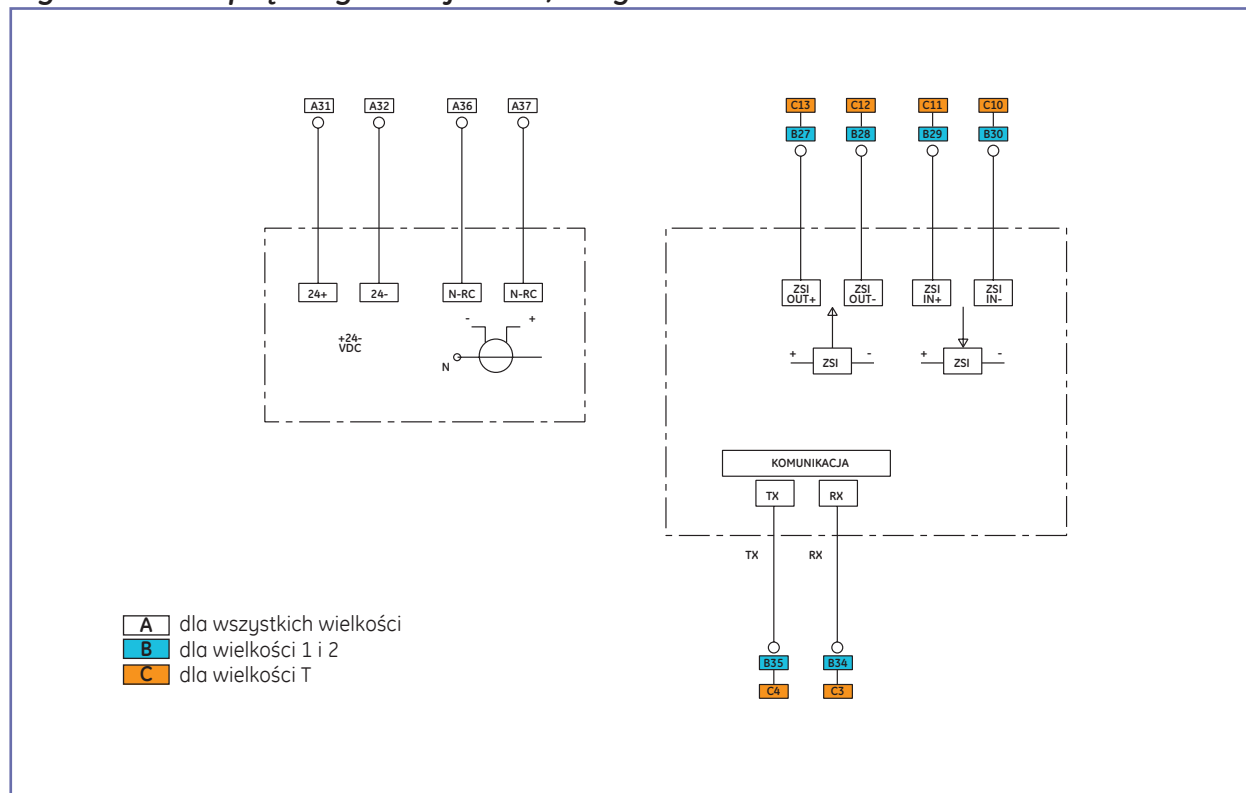 A31 A32 A36 A37
C13 C12 C11 C10
B27 B28 B29 B30
24+ 24- N-RC N-RC
ZSI OUT+ ZSI OUT- ZSI IN+ ZSI IN-
+24-
VDC
- +
N
+ ZSI -
+ ZSI -
KOMUNIKACJA
TX RX
TX RX
B35 B34
C4 C3
A dla wszystkich wielkości
B dla wielkości 1 i 2
C dla wielkości T